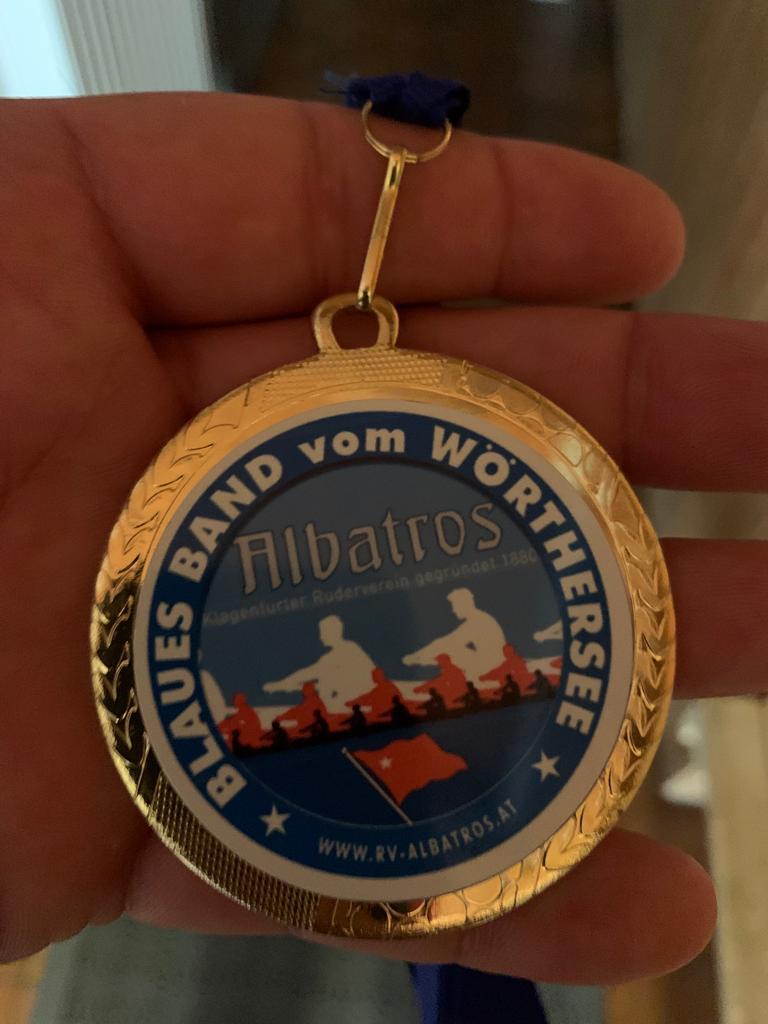 BLAUES BAND vom WÖRTHERSEE
Albatros
Klagenfurter Ruderverein gegründet 1880
WWW.RV-ALBATROS.AT